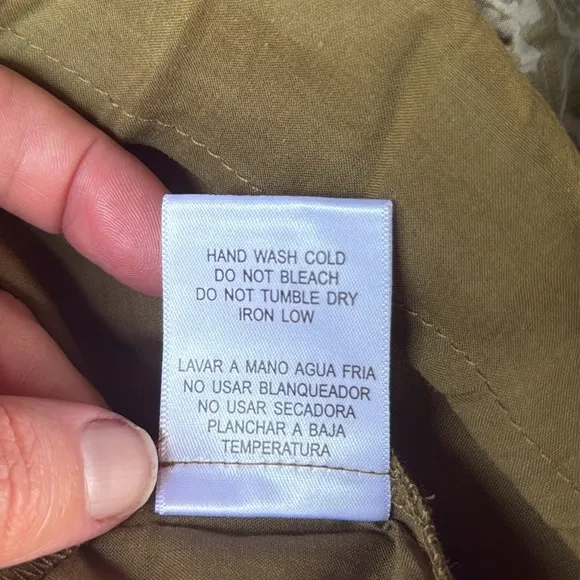 HAND WASH COLD
DO NOT BLEACH
DO NOT TUMBLE DRY
IRON LOW
LAVAR A MANO AGUA FRIA
NO USAR BLANQUEADOR
NO USAR SECADORA
PLANCHAR A BAJA
TEMPERATURA